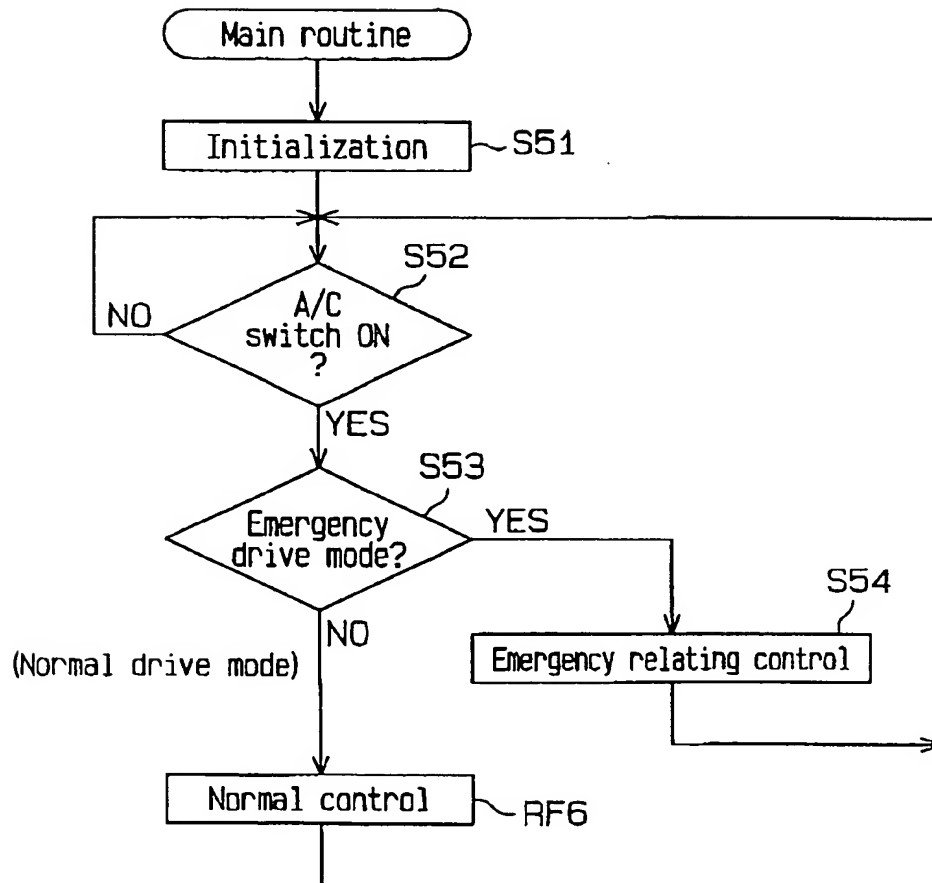 Main routine
Initialization
S51
S52
A/C
switch ON
?
NO
YES
S53
Emergency
drive mode?
YES
S54
NO
(Normal drive mode)
Emergency relating control
Normal control
RF6